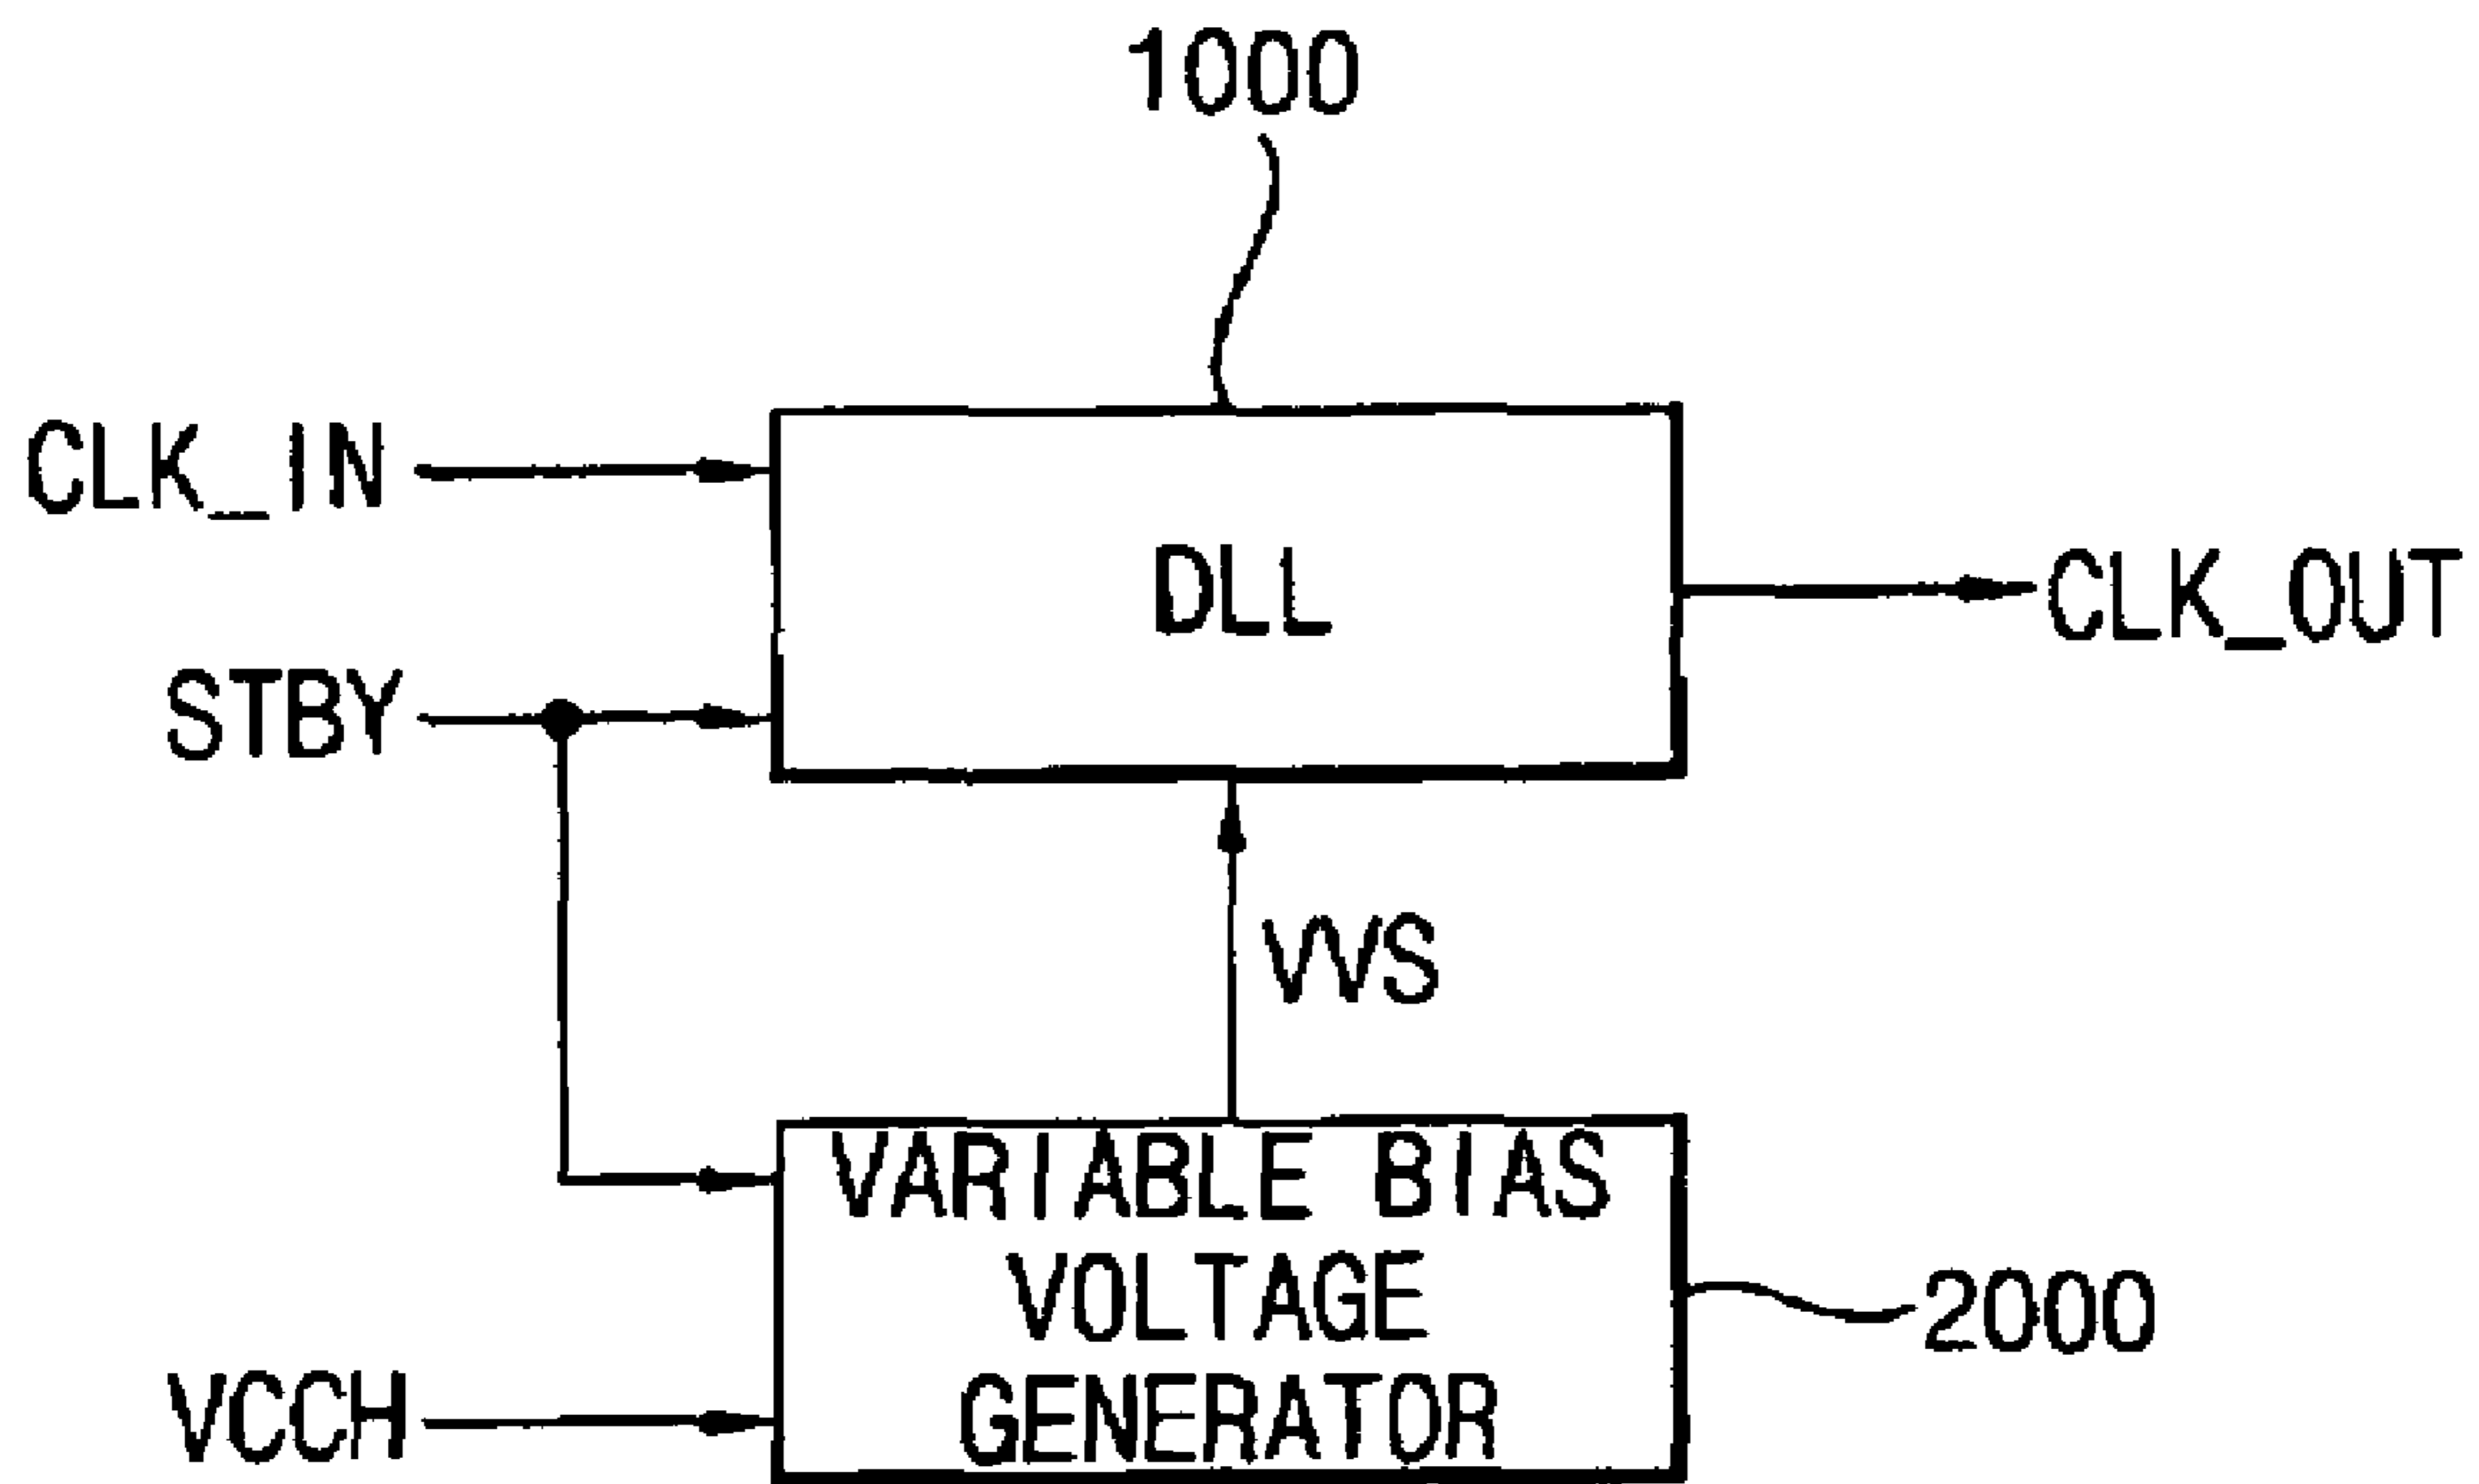 1000
CLK_IN
DLL
CLK_OUT
STBY
VVS
VARIABLE BIAS
VOLTAGE
GENERATOR
2000
VCCH